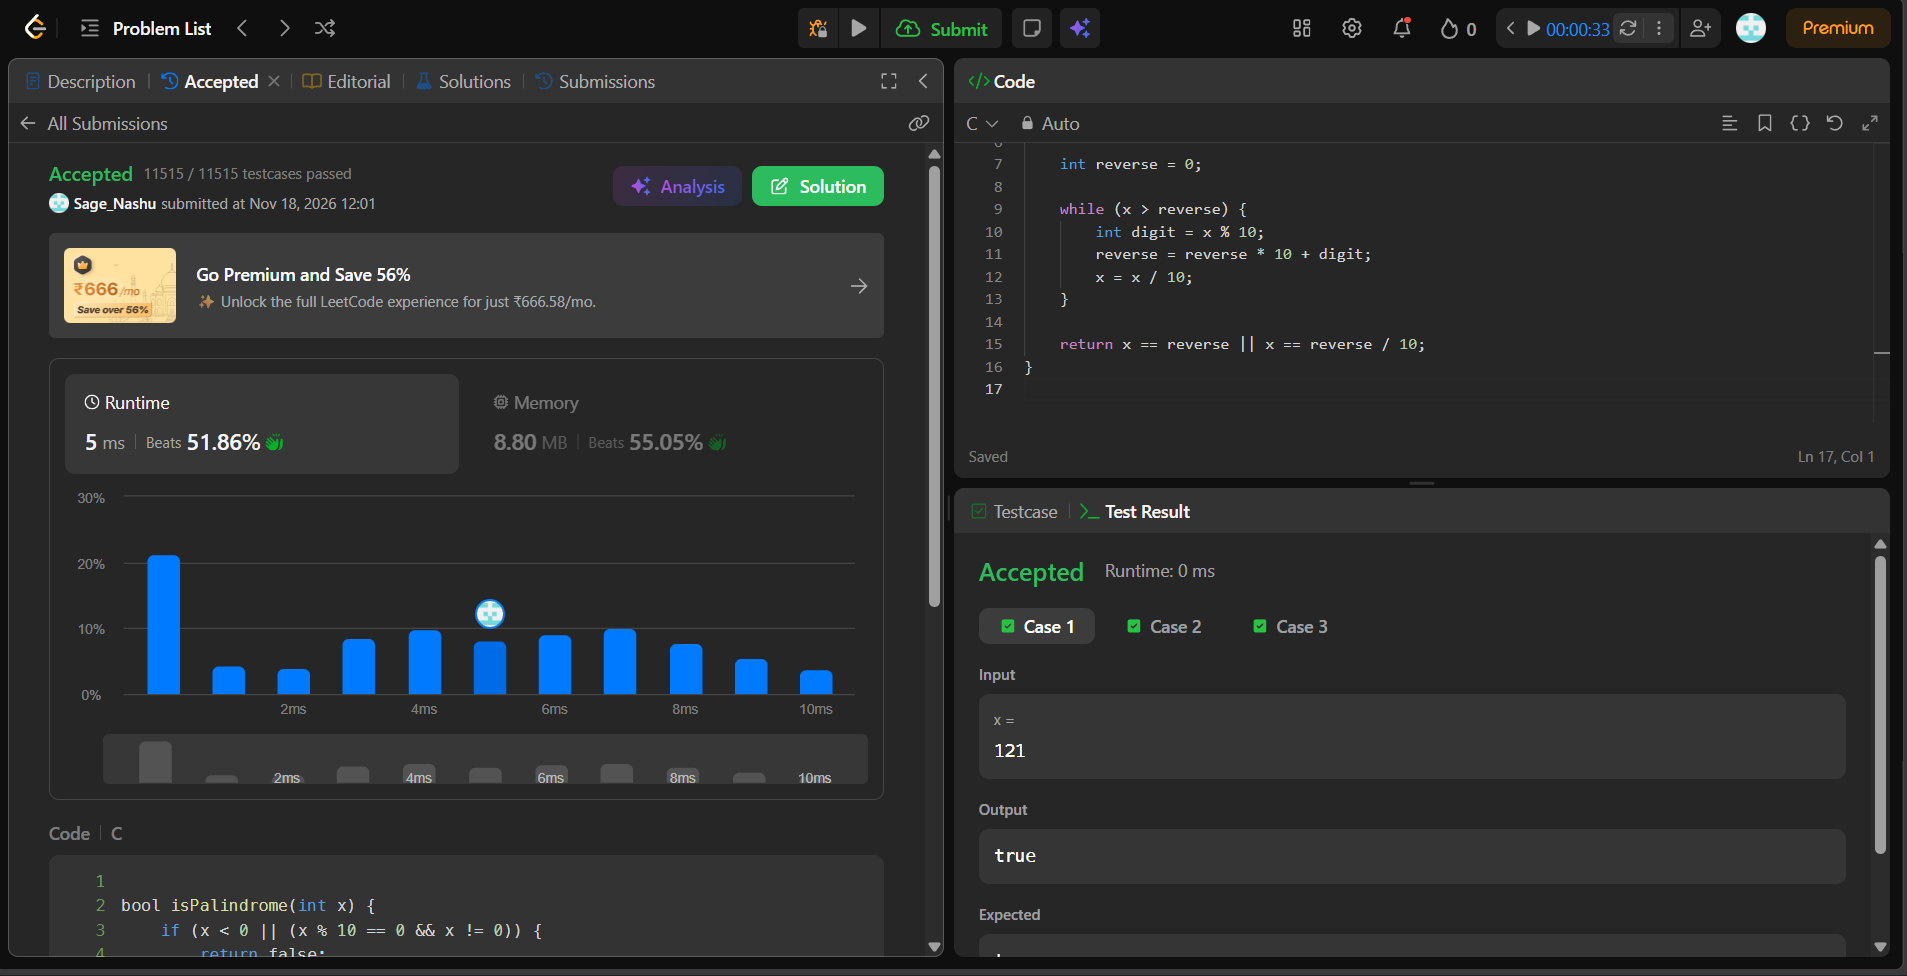 Problem List
Submit
0
00:00:33
Premium
Description
Accepted
Editorial
Solutions
Submissions
All Submissions
Accepted 11515 / 11515 testcases passed
Sage_Nashu submitted at Nov 18, 2026 12:01
Analysis
Solution
₹666/mo
Save over 56%
Go Premium and Save 56%
✨ Unlock the full LeetCode experience for just ₹666.58/mo.
Runtime
5 ms | Beats 51.86%
Memory
8.80 MB | Beats 55.05%
30%
20%
10%
0%
2ms 4ms 6ms 8ms 10ms
2ms 4ms 6ms 8ms 10ms
Code | C
1
2 bool isPalindrome(int x) {
3 if (x < 0 || (x % 10 == 0 && x != 0)) {
4 return false;
</> Code
C
Auto
6
7 int reverse = 0;
8
9 while (x > reverse) {
10 int digit = x % 10;
11 reverse = reverse * 10 + digit;
12 x = x / 10;
13 }
14
15 return x == reverse || x == reverse / 10;
16 }
17
Saved
Ln 17, Col 1
Testcase
Test Result
Accepted Runtime: 0 ms
Case 1
Case 2
Case 3
Input
x =
121
Output
true
Expected